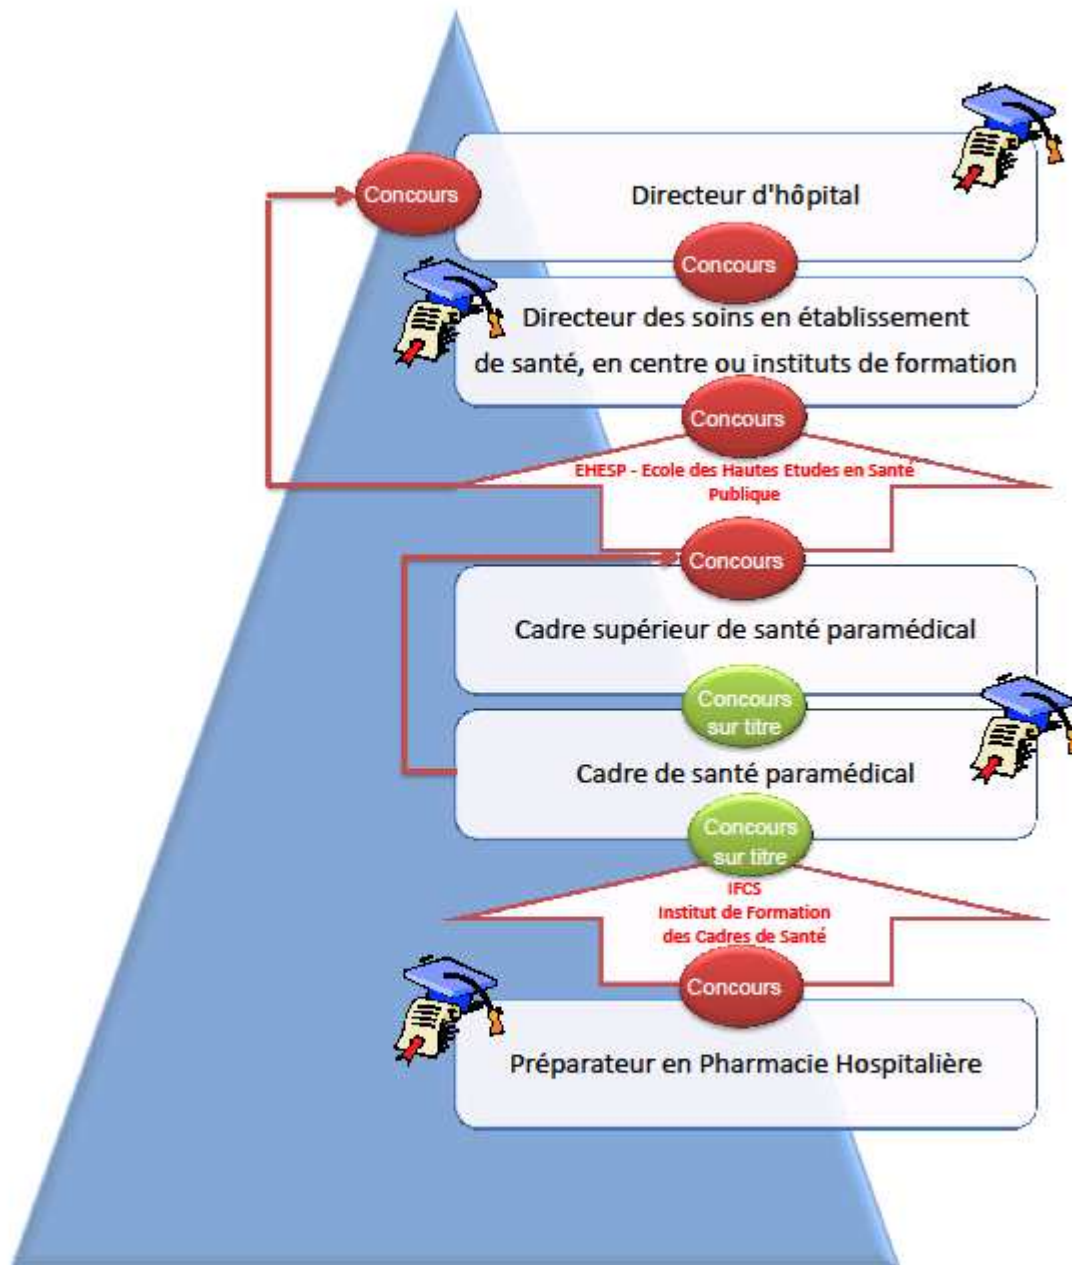 Concours
Directeur d'hôpital
Concours
Directeur des soins en établissement
de santé, en centre ou instituts de formation
Concours
EHESP - Ecole des Hautes Etudes en Santé
Publique
Concours
Cadre supérieur de santé paramédical
Concours
sur titre
Cadre de santé paramédical
Concours
sur titre
IFCS
Institut de Formation
des Cadres de Santé
Concours
Préparateur en Pharmacie Hospitalière